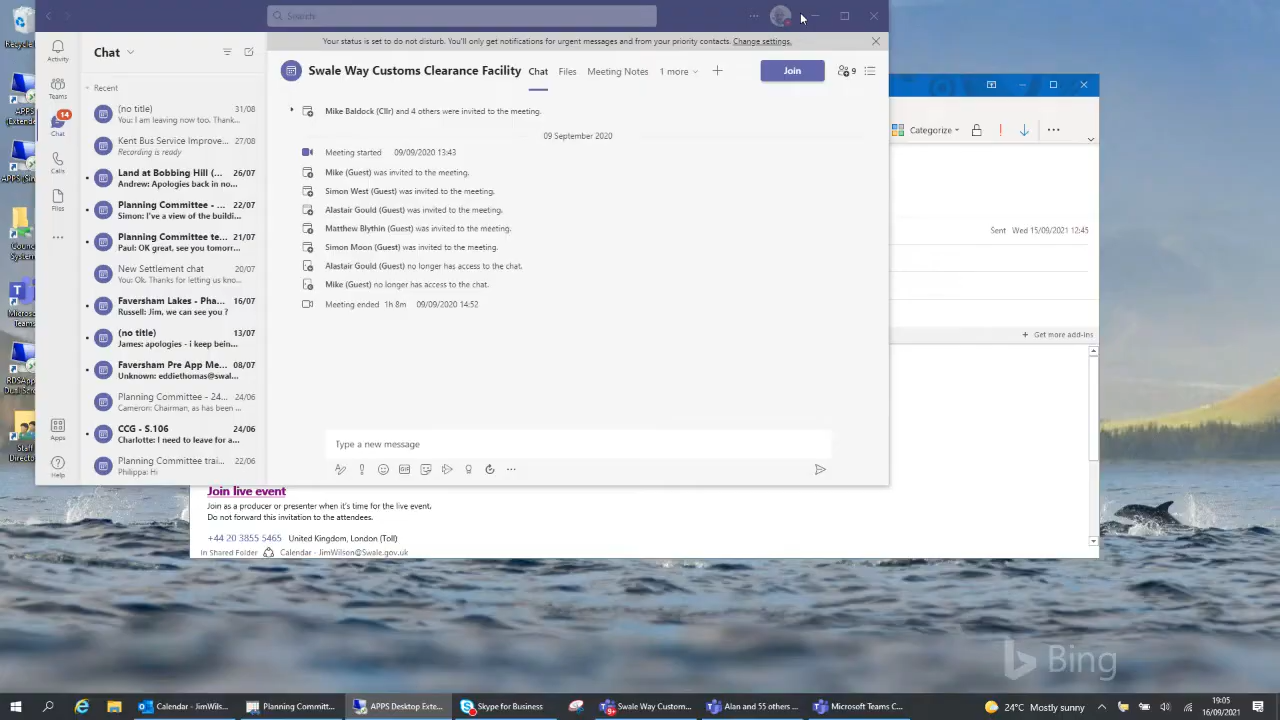 Search
Your status is set to do not disturb. You'll only get notifications for urgent messages and from your priority contacts. Change settings.
Activity
Teams
14
Chat
Calls
Files
Apps
Help
Chat
Recent
(no title) 31/08
You: I am leaving now too. Thank...
Kent Bus Service Improve... 27/08
Recording is ready
Land at Bobbing Hill (... 26/07
Andrew: Apologies back in no...
Planning Committee - ... 22/07
Simon: I've a view of the buildi...
Planning Committee te... 21/07
Paul: OK great, see you tomorr...
New Settlement chat 20/07
You: Ok. Thanks for letting us kno...
Faversham Lakes - Pha... 16/07
Russell: Jim, we can see you ?
(no title) 13/07
James: apologies - i keep bein...
Faversham Pre App Me... 08/07
Unknown: eddiethomas@swal...
Planning Committee - 24... 24/06
Cameron: Chairman, as has been ...
CCG - S.106 24/06
Charlotte: I need to leave for a...
Planning Committee trai... 22/06
Philippa: Hi
Swale Way Customs Clearance Facility Chat Files Meeting Notes 1 more Join 9
Mike Baldock (Cllr) and 4 others were invited to the meeting.
09 September 2020
Meeting started 09/09/2020 13:43
Mike (Guest) was invited to the meeting.
Simon West (Guest) was invited to the meeting.
Alastair Gould (Guest) was invited to the meeting.
Matthew Blythin (Guest) was invited to the meeting.
Simon Moon (Guest) was invited to the meeting.
Alastair Gould (Guest) no longer has access to the chat.
Mike (Guest) no longer has access to the chat.
Meeting ended 1h 8m 09/09/2020 14:52
Type a new message
Categorize
Sent Wed 15/09/2021 12:45
+ Get more add-ins
Join live event
Join as a producer or presenter when it's time for the live event.
Do not forward this invitation to the attendees.
+44 20 3855 5465 United Kingdom, London (Toll)
In Shared Folder Calendar - JimWilson@Swale.gov.uk
Bing
Calendar - JimWils...
Planning Committ...
APPS Desktop Exte...
Skype for Business
Swale Way Custom...
Alan and 55 others ...
Microsoft Teams C...
24°C Mostly sunny
19:05
16/09/2021